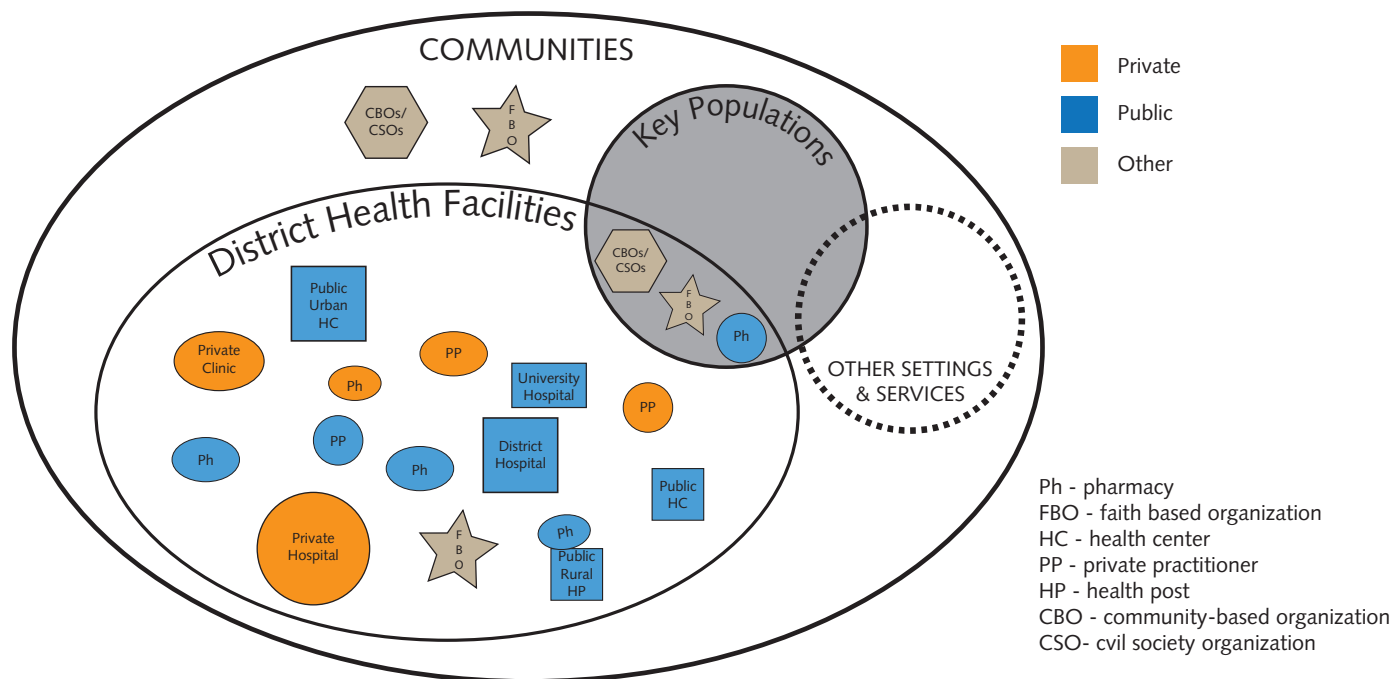 COMMUNITIES
CBOs/
CSOs
F
B
O
Key Populations
District Health Facilities
CBOs/
CSOs
F
B
O
Ph
Public
Urban
HC
Private
Clinic
PP
Ph
University
Hospital
PP
Ph
PP
Ph
District
Hospital
Public
HC
Private
Hospital
F
B
O
Ph
Public
Rural
HP
OTHER SETTINGS
& SERVICES
Private
Public
Other
Ph - pharmacy
FBO - faith based organization
HC - health center
PP - private practitioner
HP - health post
CBO - community-based organization
CSO- cvil society organization